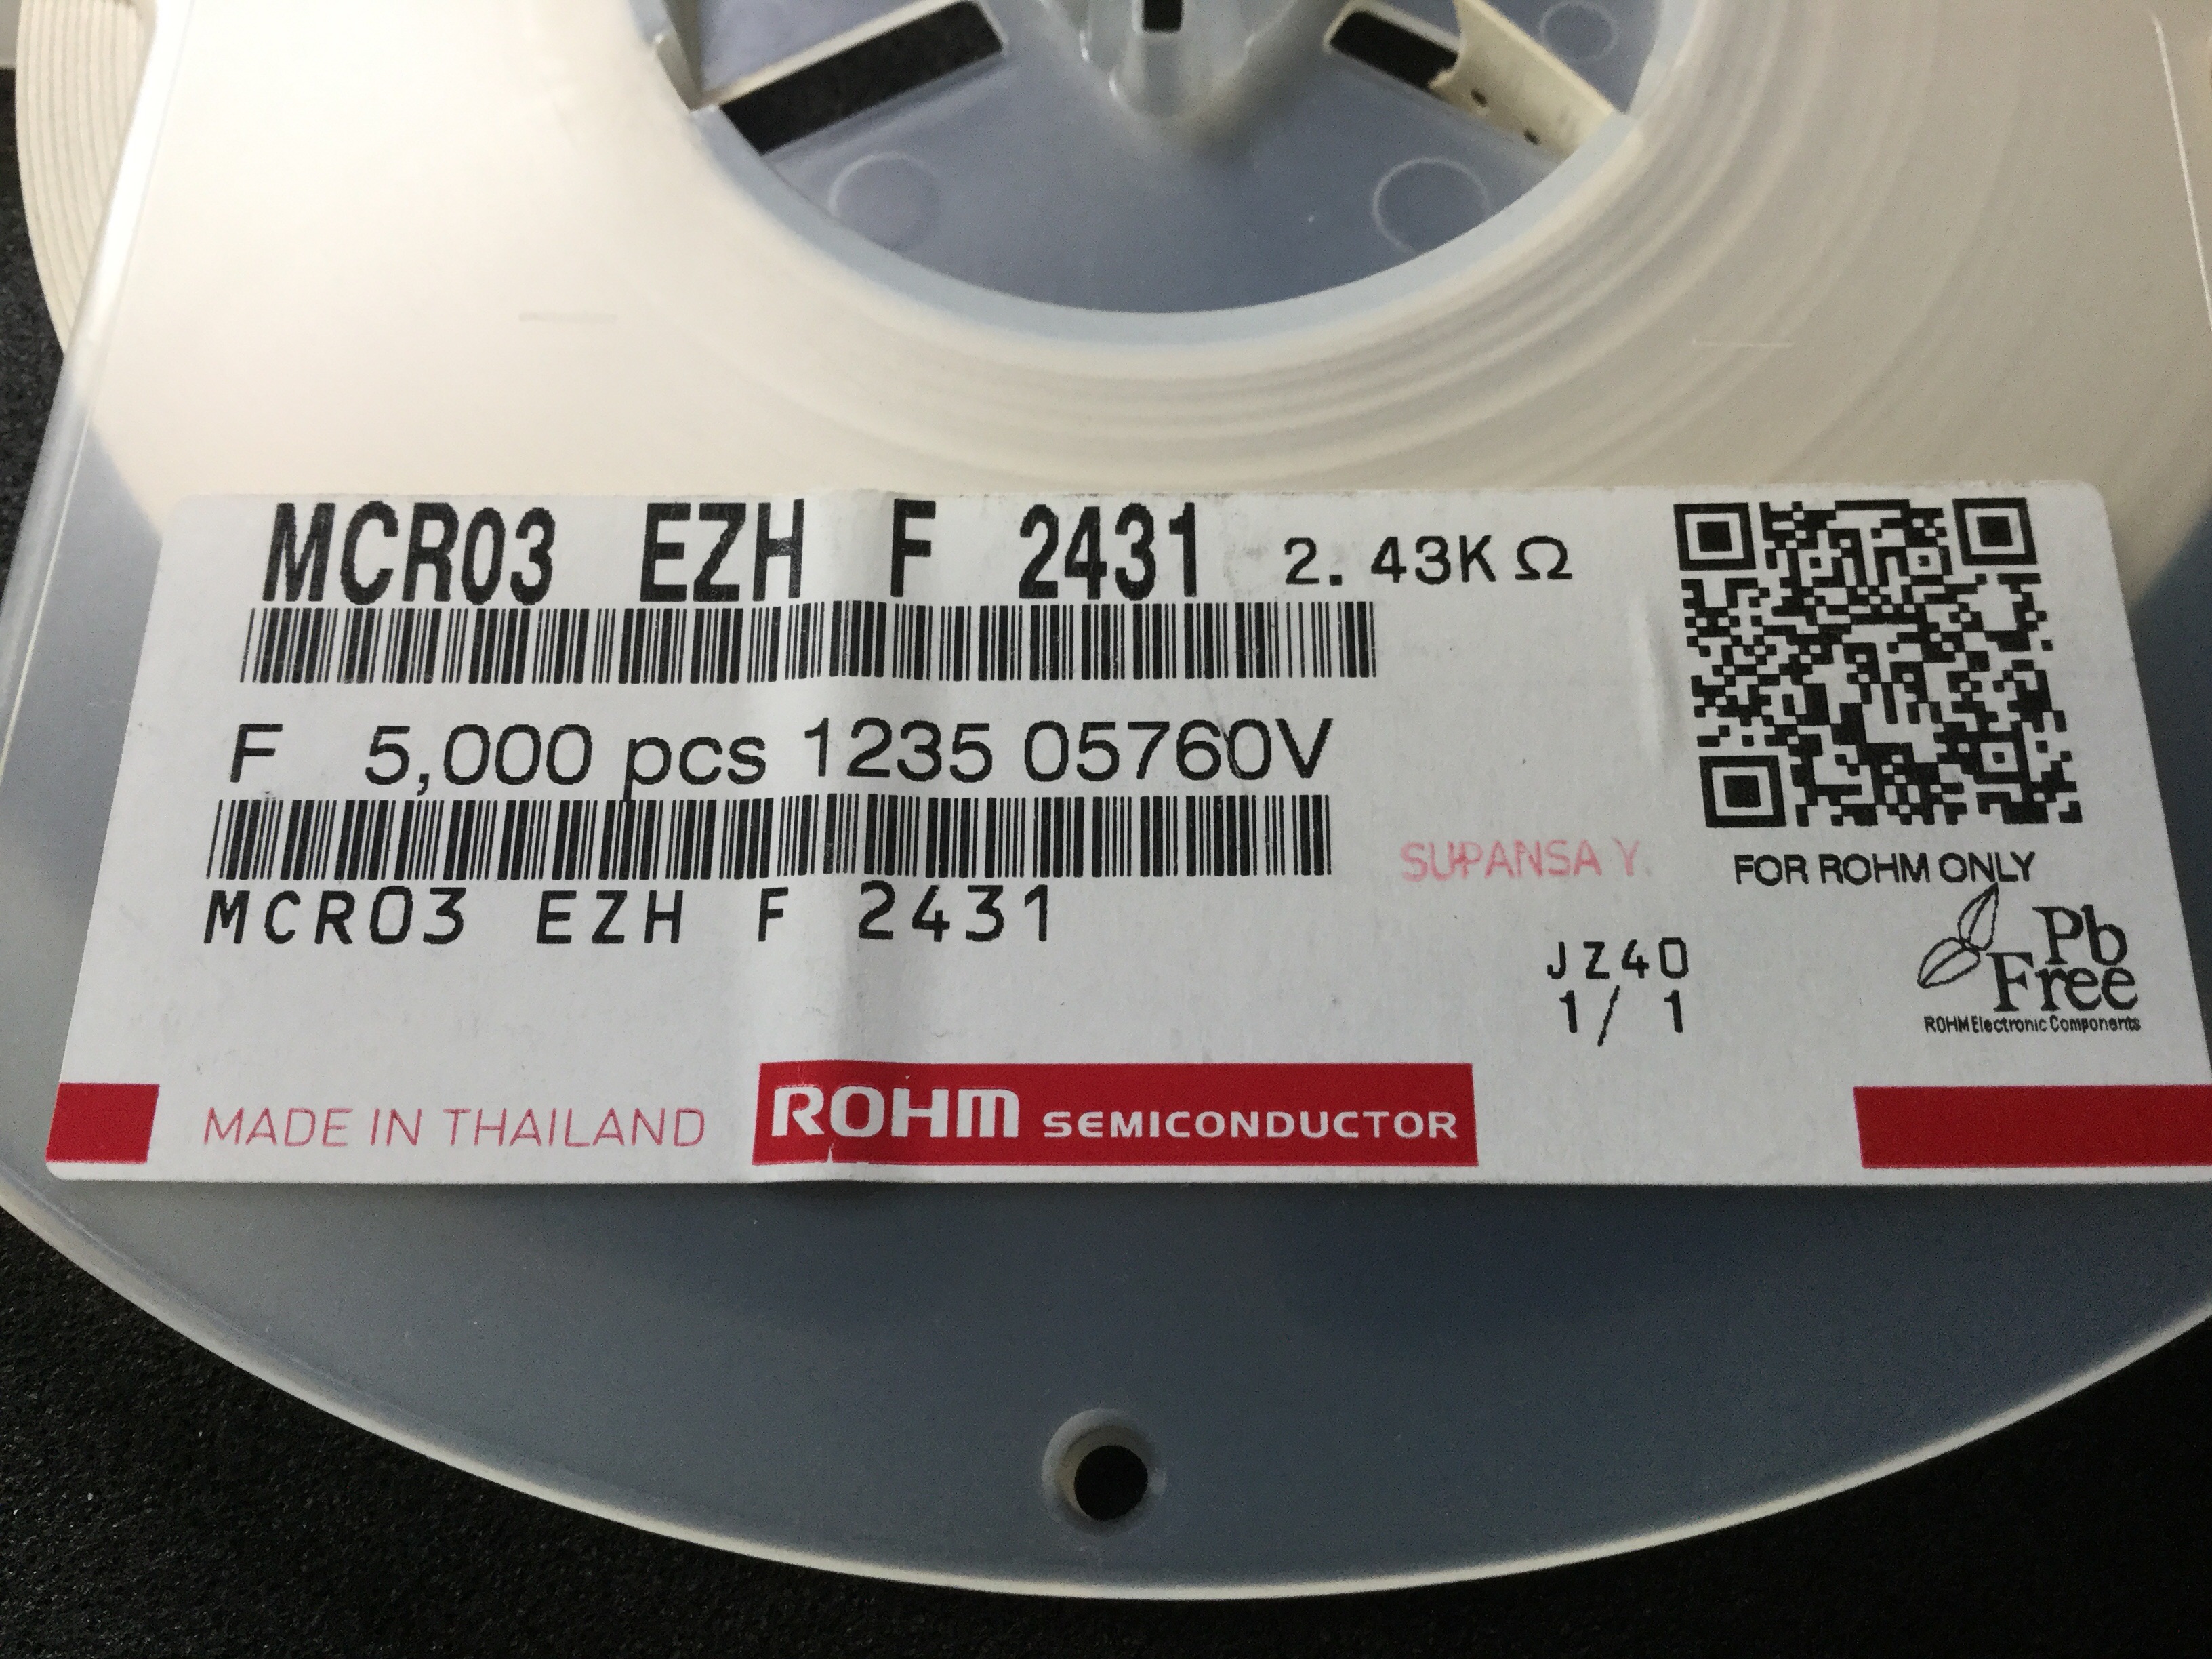 MCR03 EZH F 2431 2.43KΩ
F 5,000 pcs 1235 05760V
MCR03 EZH F 2431
SUPANSA Y.
FOR ROHM ONLY
JZ40
1/ 1
Pb
Free
ROHM Electronic Components
MADE IN THAILAND
ROHM SEMICONDUCTOR